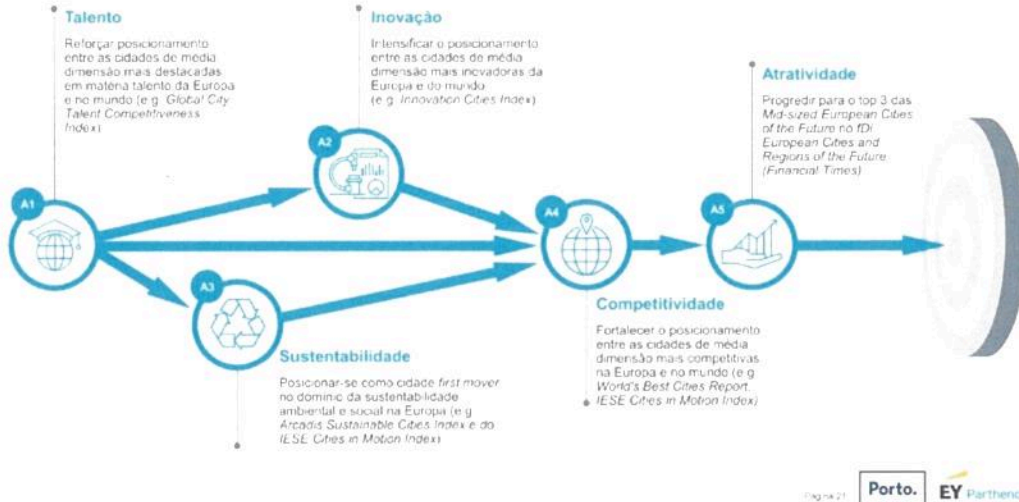 Talento
Reforçar posicionamento
entre as cidades de média
dimensão mais destacadas
em matéria talento da Europa
e no mundo (e.g. Global City
Talent Competitiveness
Index)
Inovação
Intensificar o posicionamento
entre as cidades de média
dimensão mais inovadoras da
Europa e do mundo
(e.g. Innovation Cities Index)
Atratividade
Progredir para o top 3 das
Mid-sized European Cities
of the Future no fDi
European Cities and
Regions of the Future
(Financial Times)
A2
A1
A4
A5
A3
Competitividade
Fortalecer o posicionamento
entre as cidades de média
dimensão mais competitivas
na Europa e no mundo (e.g
World's Best Cities Report,
IESE Cities in Motion Index)
Sustentabilidade
Posicionar-se como cidade first mover
no domínio da sustentabilidade
ambiental e social na Europa (e.g
Arcadis Sustainable Cities Index e do
IESE Cities in Motion Index)
Página 21
Porto.
EY Partheno